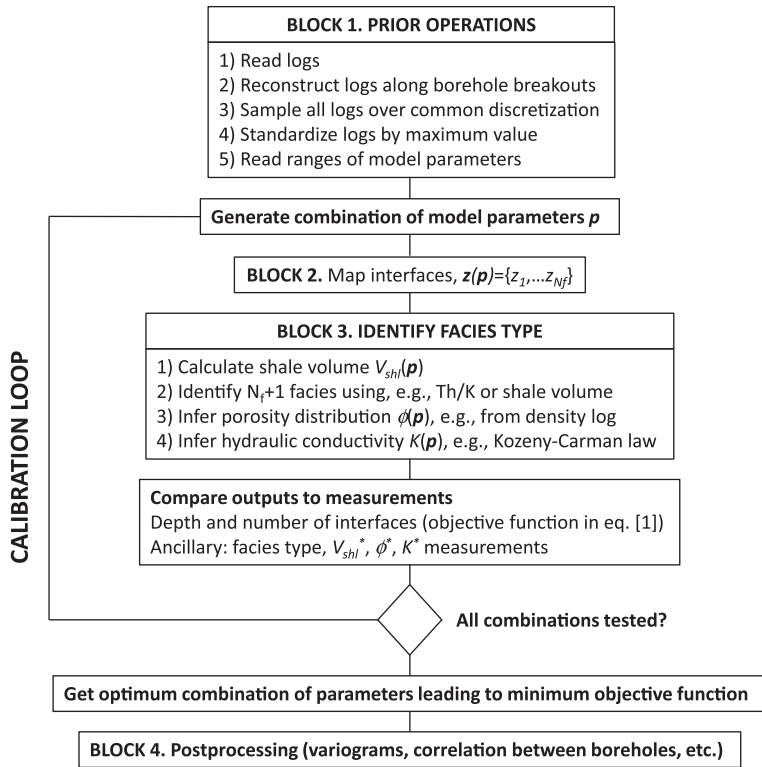 BLOCK 1. PRIOR OPERATIONS
1) Read logs
2) Reconstruct logs along borehole breakouts
3) Sample all logs over common discretization
4) Standardize logs by maximum value
5) Read ranges of model parameters
Generate combination of model parameters p
BLOCK 2. Map interfaces, z(p)={z1,...zNf}
BLOCK 3. IDENTIFY FACIES TYPE
1) Calculate shale volume Vshl(p)
2) Identify Nf+1 facies using, e.g., Th/K or shale volume
3) Infer porosity distribution ϕ(p), e.g., from density log
4) Infer hydraulic conductivity K(p), e.g., Kozeny-Carman law
CALIBRATION LOOP
Compare outputs to measurements
Depth and number of interfaces (objective function in eq. [1])
Ancillary: facies type, Vshl*, ϕ*, K* measurements
All combinations tested?
Get optimum combination of parameters leading to minimum objective function
BLOCK 4. Postprocessing (variograms, correlation between boreholes, etc.)